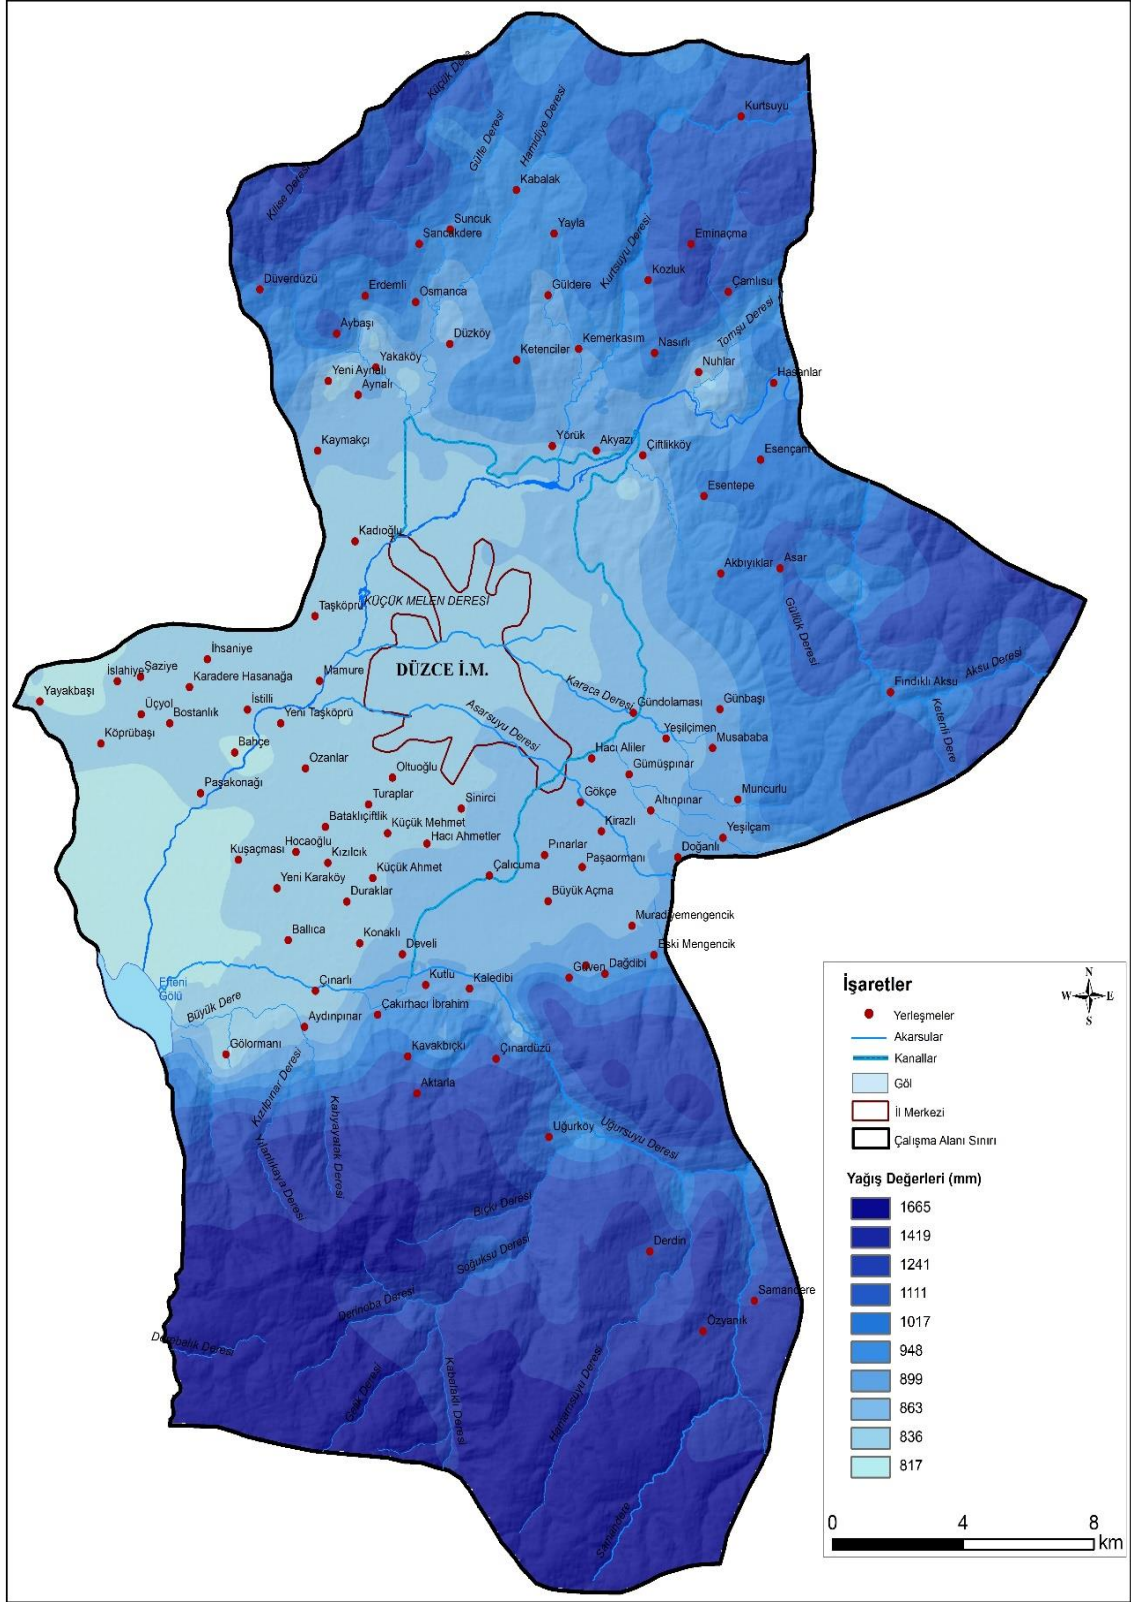 Küçük Dere
Kurtsuyu
Gülle Deresi
Hamidiye Deresi
Kilise Deresi
Kabalak
Suncuk
Sancakdere
Yayla
Kurtsuyu Deresi
Eminaçma
Düverdüzü
Erdemli
Osmanca
Güldere
Kozluk
Çamlısu
Aybaşı
Düzköy
Ketenciler
Kemerkasım
Nasırlı
Tomşu Deresi
Yakaköy
Yeni Aynalı
Aynalı
Nuhlar
Hasanlar
Kaymakçı
Yörük
Akyazı
Çiftlikköy
Esençam
Esentepe
Kadıoğlu
Akbıyıklar
Asar
KÜÇÜK MELEN DERESİ
Taşköprü
Güllük Deresi
İhsaniye
İslahiye
Şaziye
Karadere Hasanağa
Mamure
DÜZCE İ.M.
Karaca Deresi
Aksu Deresi
Fındıklı Aksu
Yayakbaşı
Üçyol
Bostanlık
İstilli
Yeni Taşköprü
Asarsuyu Deresi
Gündolaması
Günbaşı
Ketenli Dere
Köprübaşı
Bahçe
Yeşilçimen
Musababa
Ozanlar
Oltuoğlu
Hacı Aliler
Gümüşpınar
Paşakonağı
Turaplar
Sinirci
Gökçe
Altınpınar
Muncurlu
Bataklıçiftlik
Küçük Mehmet
Hacı Ahmetler
Kirazlı
Yeşilçam
Kuşaçması
Hocaoğlu
Kızılcık
Pınarlar
Paşaormanı
Doğanlı
Yeni Karaköy
Küçük Ahmet
Duraklar
Çalıcuma
Büyük Açma
Ballıca
Konaklı
Develi
Muradiyemengencik
Eski Mengencik
Efteni
Gölü
Çınarlı
Kutlu
Kaledibi
Güven
Dağdibi
Büyük Dere
Aydınpınar
Çakırhacı İbrahim
Gölormanı
Kavakbıçkı
Çınardüzü
Kızılpınar Deresi
Aktarla
Kahyayatak Deresi
Yılanlıkaya Deresi
Uğurköy
Uğursuyu Deresi
Bıçkı Deresi
Soğuksu Deresi
Derdin
Derinoba Deresi
Samandere
Özyanık
Kabaraklı Deresi
Hamamsuyu Deresi
Samandere
İşaretler
N
W E
S
Yerleşmeler
Akarsular
Kanallar
Göl
İl Merkezi
Çalışma Alanı Sınırı
Yağış Değerleri (mm)
1665
1419
1241
1111
1017
948
899
863
836
817
0 4 8
km